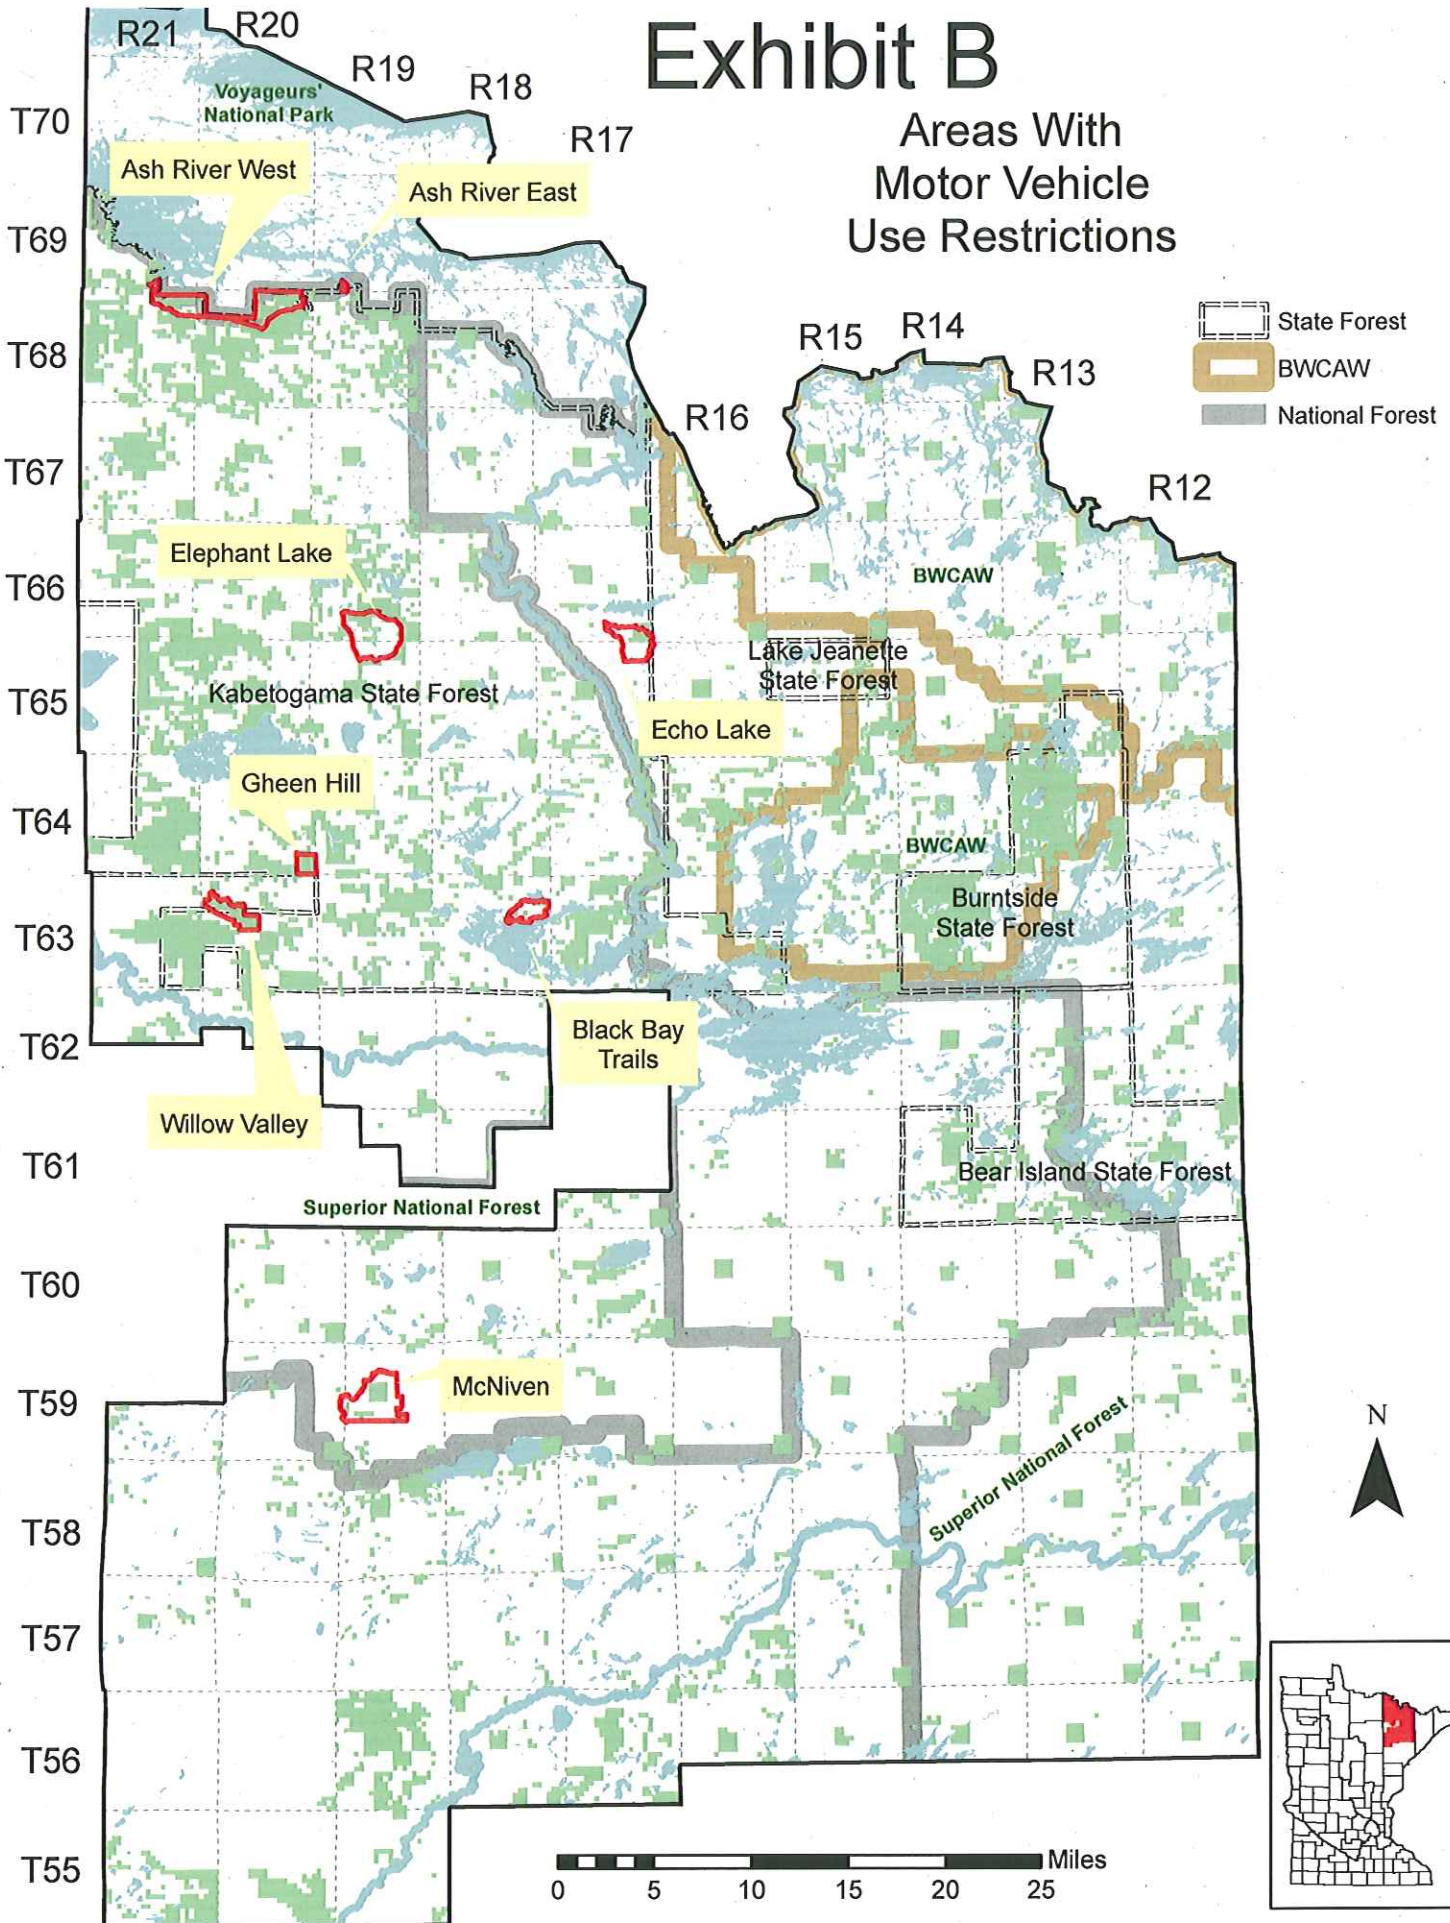 Exhibit B
Areas With
Motor Vehicle
Use Restrictions
R21
R20
R19
R18
R17
R16
R15
R14
R13
R12
T70
T69
T68
T67
T66
T65
T64
T63
T62
T61
T60
T59
T58
T57
T56
T55
Voyageurs'
National Park
Ash River West
Ash River East
State Forest
BWCAW
National Forest
Elephant Lake
BWCAW
Lake Jeanette
State Forest
Kabetogama State Forest
Echo Lake
Gheen Hill
BWCAW
Burntside
State Forest
Black Bay
Trails
Willow Valley
Bear Island State Forest
Superior National Forest
McNiven
Superior National Forest
N
Miles
0 5 10 15 20 25